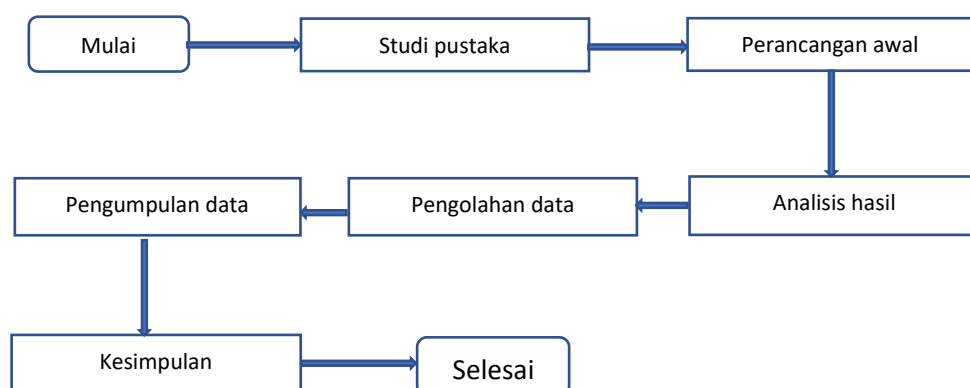 Mulai
Studi pustaka
Perancangan awal
Analisis hasil
Pengolahan data
Pengumpulan data
Kesimpulan
Selesai